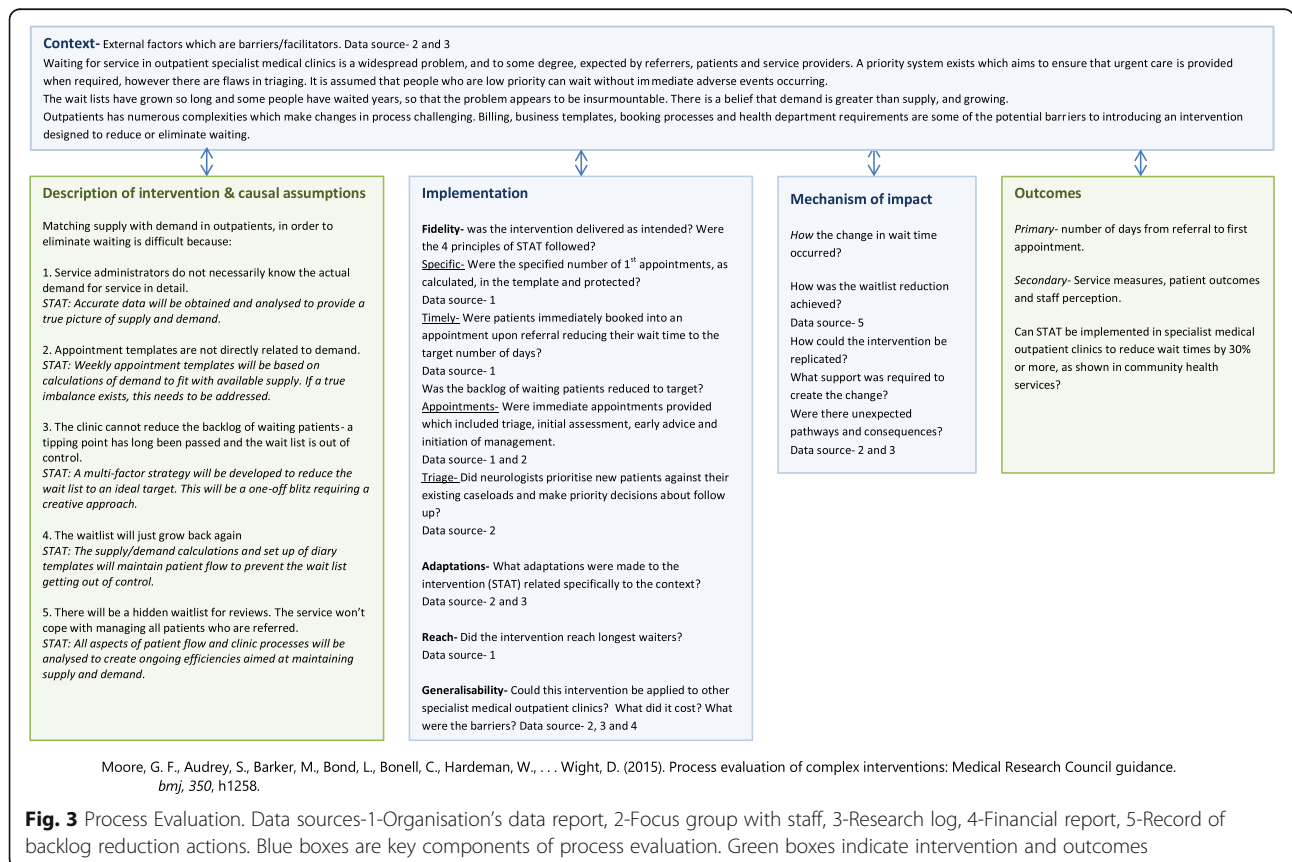 Context- External factors which are barriers/facilitators. Data source- 2 and 3
Waiting for service in outpatient specialist medical clinics is a widespread problem, and to some degree, expected by referrers, patients and service providers. A priority system exists which aims to ensure that urgent care is provided
when required, however there are flaws in triaging. It is assumed that people who are low priority can wait without immediate adverse events occurring.
The wait lists have grown so long and some people have waited years, so that the problem appears to be insurmountable. There is a belief that demand is greater than supply, and growing.
Outpatients has numerous complexities which make changes in process challenging. Billing, business templates, booking processes and health department requirements are some of the potential barriers to introducing an intervention
designed to reduce or eliminate waiting.
Description of intervention & causal assumptions
Matching supply with demand in outpatients, in order to
eliminate waiting is difficult because:
1. Service administrators do not necessarily know the actual
demand for service in detail.
STAT: Accurate data will be obtained and analysed to provide a
true picture of supply and demand.
2. Appointment templates are not directly related to demand.
STAT: Weekly appointment templates will be based on
calculations of demand to fit with available supply. If a true
imbalance exists, this needs to be addressed.
3. The clinic cannot reduce the backlog of waiting patients- a
tipping point has long been passed and the wait list is out of
control.
STAT: A multi-factor strategy will be developed to reduce the
wait list to an ideal target. This will be a one-off blitz requiring a
creative approach.
4. The waitlist will just grow back again
STAT: The supply/demand calculations and set up of diary
templates will maintain patient flow to prevent the wait list
getting out of control.
5. There will be a hidden waitlist for reviews. The service won't
cope with managing all patients who are referred.
STAT: All aspects of patient flow and clinic processes will be
analysed to create ongoing efficiencies aimed at maintaining
supply and demand.
Implementation
Fidelity- was the intervention delivered as intended? Were
the 4 principles of STAT followed?
Specific- Were the specified number of 1st appointments, as
calculated, in the template and protected?
Data source- 1
Timely- Were patients immediately booked into an
appointment upon referral reducing their wait time to the
target number of days?
Data source- 1
Was the backlog of waiting patients reduced to target?
Appointments- Were immediate appointments provided
which included triage, initial assessment, early advice and
initiation of management.
Data source- 1 and 2
Triage- Did neurologists prioritise new patients against their
existing caseloads and make priority decisions about follow
up?
Data source- 2
Adaptations- What adaptations were made to the
intervention (STAT) related specifically to the context?
Data source- 2 and 3
Reach- Did the intervention reach longest waiters?
Data source- 1
Generalisability- Could this intervention be applied to other
specialist medical outpatient clinics? What did it cost? What
were the barriers? Data source- 2, 3 and 4
Mechanism of impact
How the change in wait time
occurred?
How was the waitlist reduction
achieved?
Data source- 5
How could the intervention be
replicated?
What support was required to
create the change?
Were there unexpected
pathways and consequences?
Data source- 2 and 3
Outcomes
Primary- number of days from referral to first
appointment.
Secondary- Service measures, patient outcomes
and staff perception.
Can STAT be implemented in specialist medical
outpatient clinics to reduce wait times by 30%
or more, as shown in community health
services?
Moore, G. F., Audrey, S., Barker, M., Bond, L., Bonell, C., Hardeman, W., . . . Wight, D. (2015). Process evaluation of complex interventions: Medical Research Council guidance.
bmj, 350, h1258.
Fig. 3 Process Evaluation. Data sources-1-Organisation's data report, 2-Focus group with staff, 3-Research log, 4-Financial report, 5-Record of
backlog reduction actions. Blue boxes are key components of process evaluation. Green boxes indicate intervention and outcomes